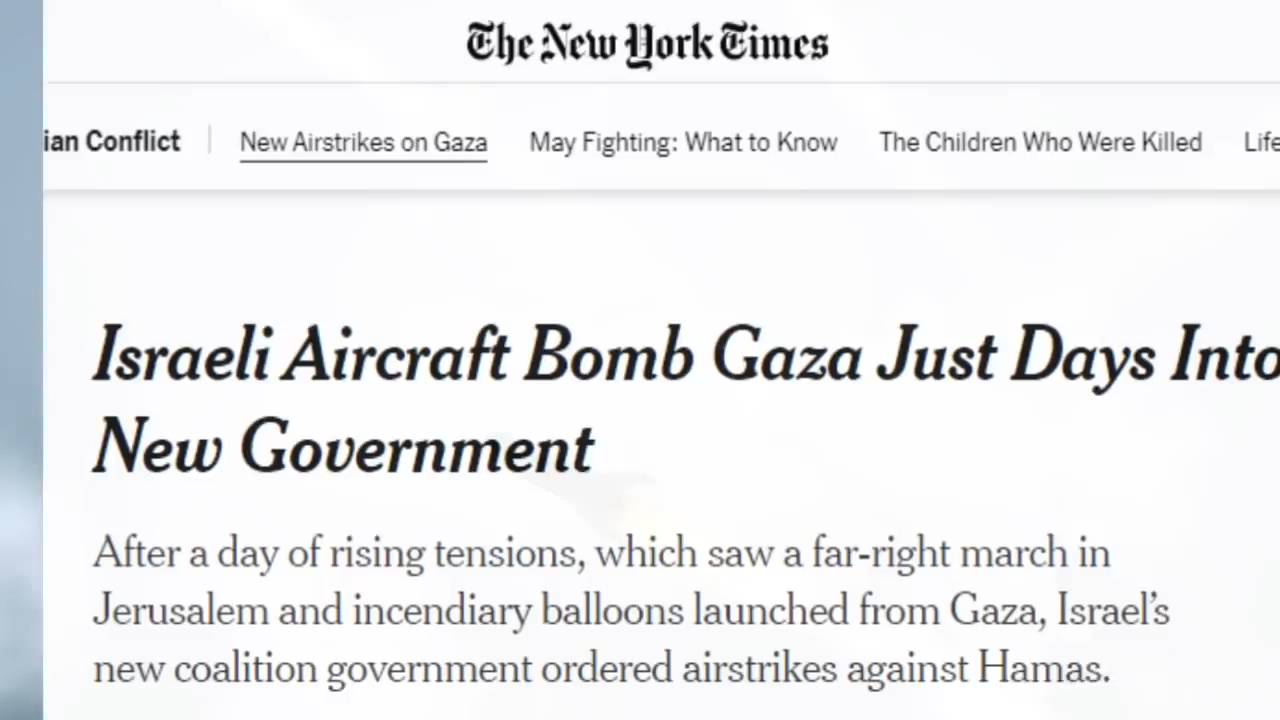 The New York Times
ian Conflict New Airstrikes on Gaza May Fighting: What to Know The Children Who Were Killed Life
Israeli Aircraft Bomb Gaza Just Days Into
New Government
After a day of rising tensions, which saw a far-right march in
Jerusalem and incendiary balloons launched from Gaza, Israel’s
new coalition government ordered airstrikes against Hamas.